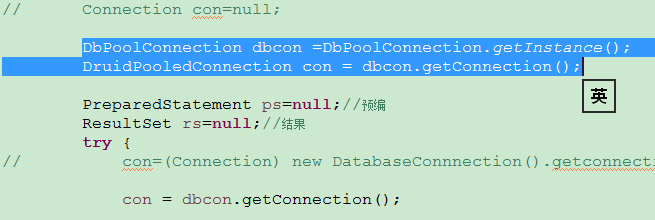 //      Connection con=null;
DbPoolConnection dbcon =DbPoolConnection.getInstance();
DruidPooledConnection con = dbcon.getConnection();
英
PreparedStatement ps=null;//预编
ResultSet rs=null;//结果
try {
//      con=(Connection) new DatabaseConnnection().getconnecti
con = dbcon.getConnection();